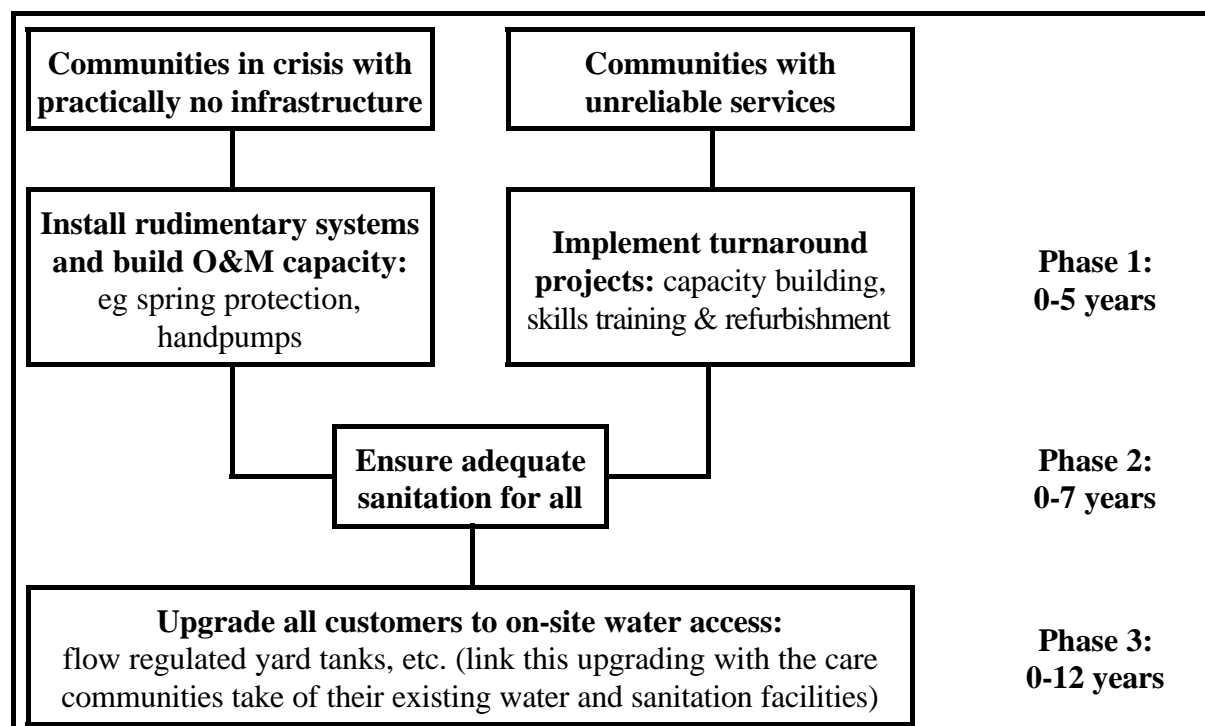 Communities in crisis with
practically no infrastructure
Communities with
unreliable services
Install rudimentary systems
and build O&M capacity:
eg spring protection,
handpumps
Implement turnaround
projects: capacity building,
skills training & refurbishment
Phase 1:
0-5 years
Ensure adequate
sanitation for all
Phase 2:
0-7 years
Upgrade all customers to on-site water access:
flow regulated yard tanks, etc. (link this upgrading with the care
communities take of their existing water and sanitation facilities)
Phase 3:
0-12 years